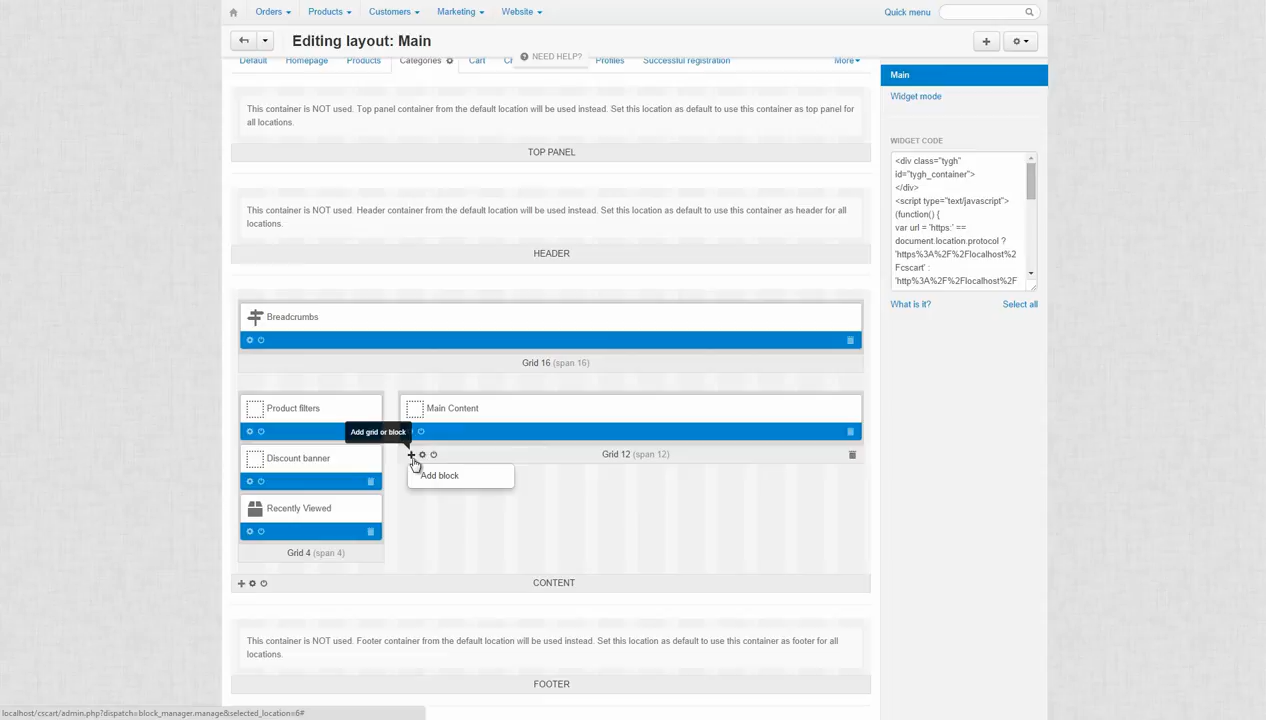 Orders Products Customers Marketing Website Quick menu
Editing layout: Main
NEED HELP?
Default Homepage Products Categories Cart Profiles Successful registration More
Main
Widget mode
This container is NOT used. Top panel container from the default location will be used instead. Set this location as default to use this container as top panel for
all locations.
TOP PANEL
WIDGET CODE
<div class="tygh"
id="tygh_container">
</div>
<script type="text/javascript">
(function() {
var url = 'https:' ==
document.location.protocol ?
'https%3A%2F%2Flocalhost%2
Fcscart' :
'http%3A%2F%2Flocalhost%2F
What is it? Select all
This container is NOT used. Header container from the default location will be used instead. Set this location as default to use this container as header for all
locations.
HEADER
Breadcrumbs
Grid 16 (span 16)
Product filters
Main Content
Add grid or block
Grid 12 (span 12)
Add block
Discount banner
Recently Viewed
Grid 4 (span 4)
CONTENT
This container is NOT used. Footer container from the default location will be used instead. Set this location as default to use this container as footer for all
locations.
FOOTER
localhost/cscart/admin.php?dispatch=block_manager.manage&selected_location=6#